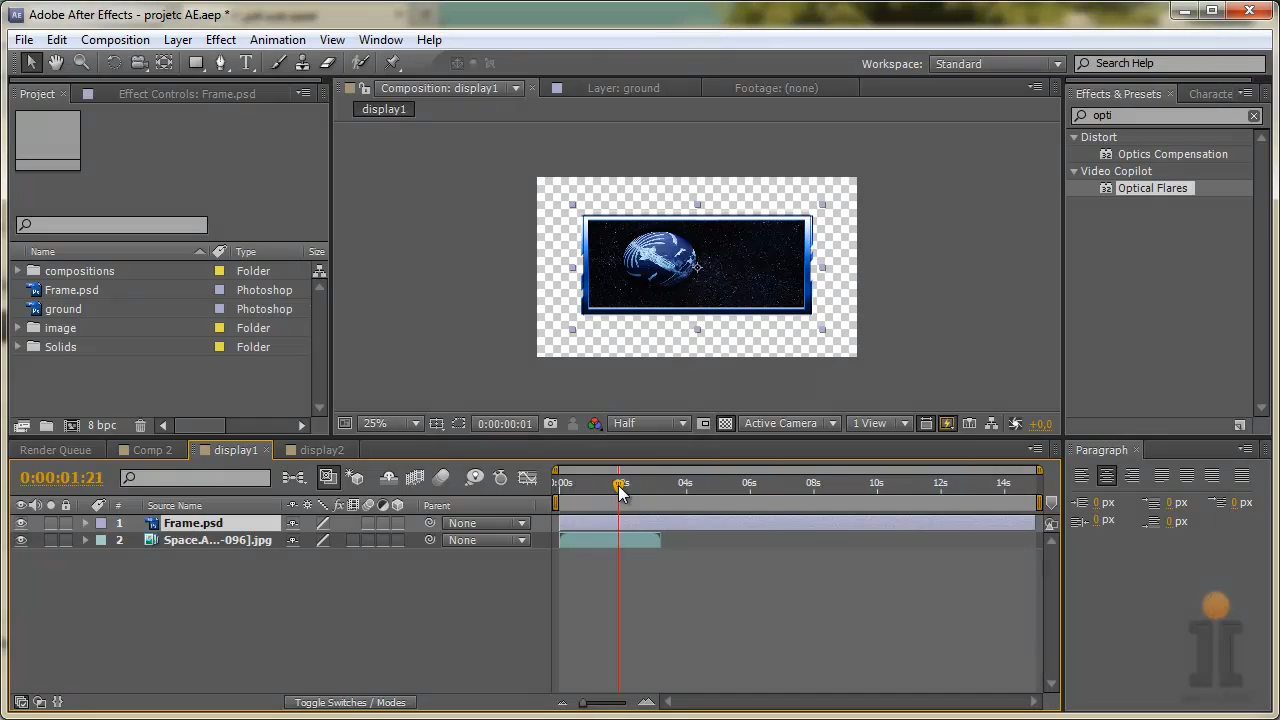 Adobe After Effects - projetc AE.aep *
File Edit Composition Layer Effect Animation View Window Help
Workspace: Standard Search Help
Project Effect Controls: Frame.psd Composition: display1 Layer: ground Footage: (none) Effects & Presets Characte
display1
opti
Distort
Optics Compensation
Video Copilot
Optical Flares
Name Type Size
compositions Folder
Frame.psd Photoshop
ground Photoshop
image Folder
Solids Folder
8 bpc 25% 0:00:00:01 Half Active Camera 1 View +0,0
Render Queue Comp 2 display1 display2 Paragraph
0:00:01:21
0:00s 02s 04s 06s 08s 10s 12s 14s
# Source Name fx Parent
1 Frame.psd None
2 Space.A...-096].jpg None
0 px 0 px 0 px
0 px 0 px
Toggle Switches / Modes